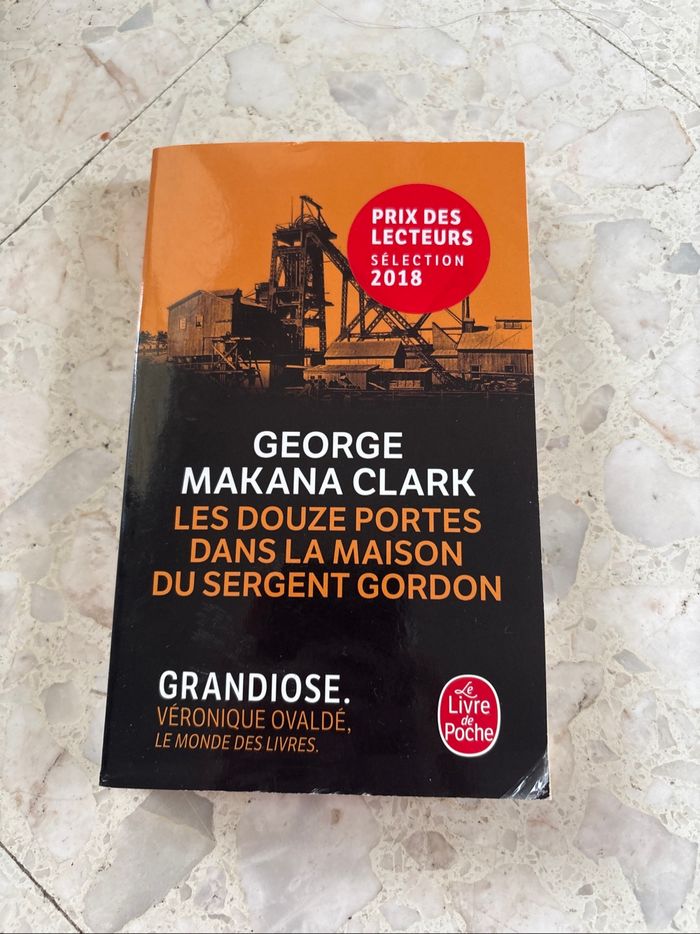 PRIX DES
LECTEURS
SÉLECTION
2018
GEORGE
MAKANA CLARK
LES DOUZE PORTES
DANS LA MAISON
DU SERGENT GORDON
GRANDIOSE.
VÉRONIQUE OVALDÉ,
LE MONDE DES LIVRES.
Le
Livre
de
Poche